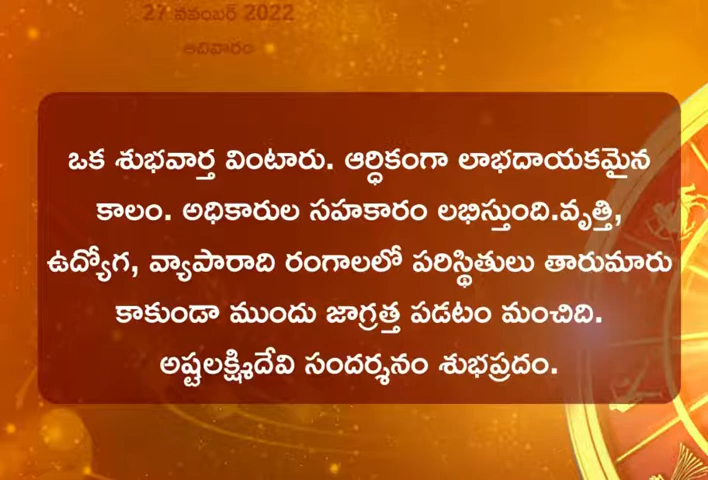 27 నవంబర్ 2022
ఆదివారం
ఒక శుభవార్త వింటారు. ఆర్ధికంగా లాభదాయకమైన
కాలం. అధికారుల సహకారం లభిస్తుంది.వృత్తి,
ఉద్యోగ, వ్యాపారాది రంగాలలో పరిస్థితులు తారుమారు
కాకుండా ముందు జాగ్రత్త పడటం మంచిది.
అష్టలక్ష్మిదేవి సందర్శనం శుభప్రదం.